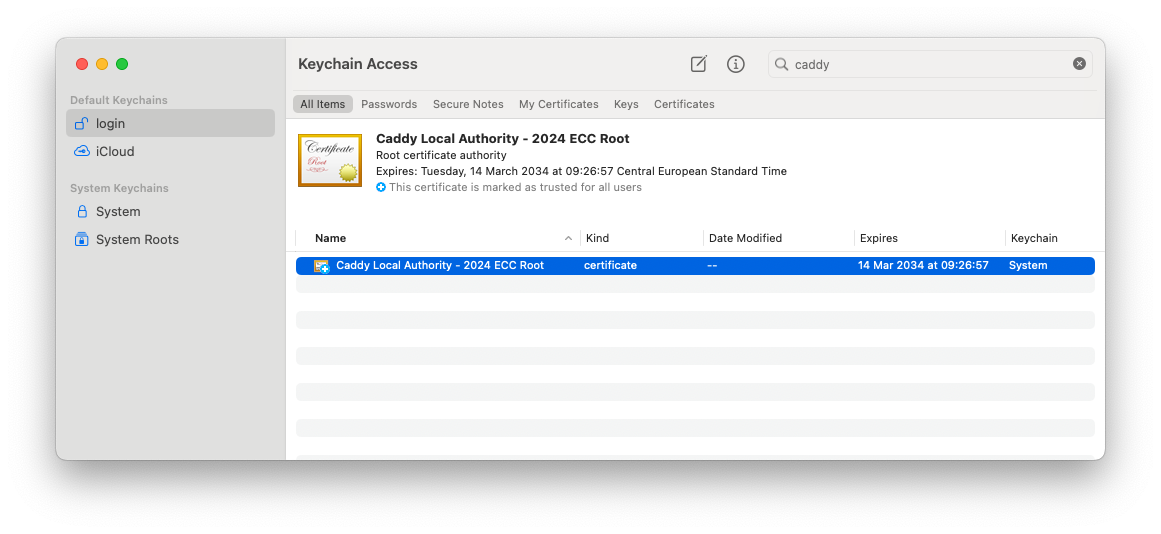 Keychain Access
caddy
Default Keychains
login
iCloud
System Keychains
System
System Roots
All Items Passwords Secure Notes My Certificates Keys Certificates
Certificate
Root
Caddy Local Authority - 2024 ECC Root
Root certificate authority
Expires: Tuesday, 14 March 2034 at 09:26:57 Central European Standard Time
This certificate is marked as trusted for all users
Name Kind Date Modified Expires Keychain
Caddy Local Authority - 2024 ECC Root certificate -- 14 Mar 2034 at 09:26:57 System